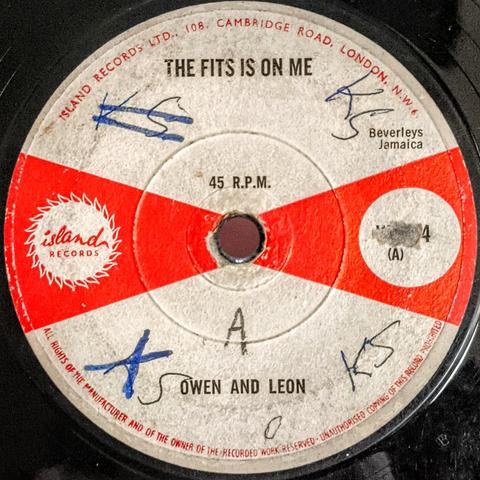 ISLAND RECORDS LTD., 108, CAMBRIDGE ROAD, LONDON, N.W.6
THE FITS IS ON ME
KS
KS
Beverleys
Jamaica
45 R.P.M.
island
RECORDS
4
(A)
A
S
KS
OWEN AND LEON
ALL RIGHTS OF THE MANUFACTURER AND OF THE OWNER OF THE RECORDED WORK RESERVED · UNAUTHORISED COPYING OF THIS RECORD PROHIBITED